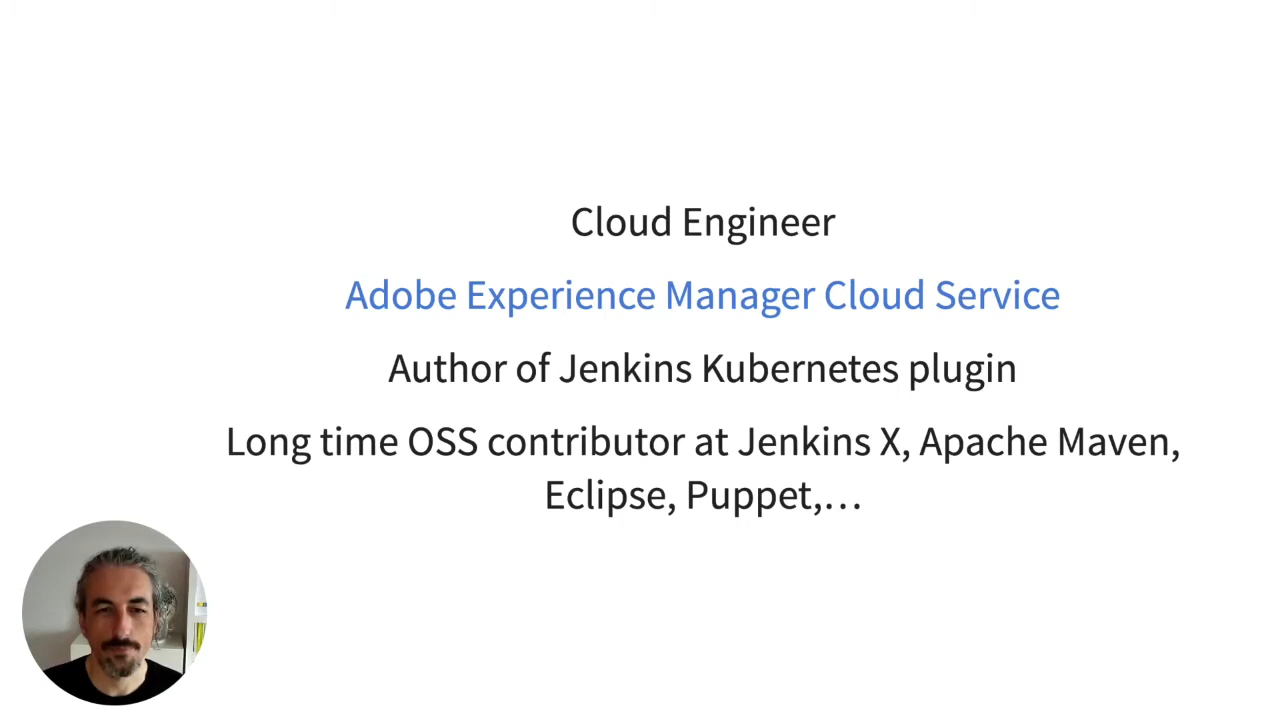 Cloud Engineer
Adobe Experience Manager Cloud Service
Author of Jenkins Kubernetes plugin
Long time OSS contributor at Jenkins X, Apache Maven,
Eclipse, Puppet,…